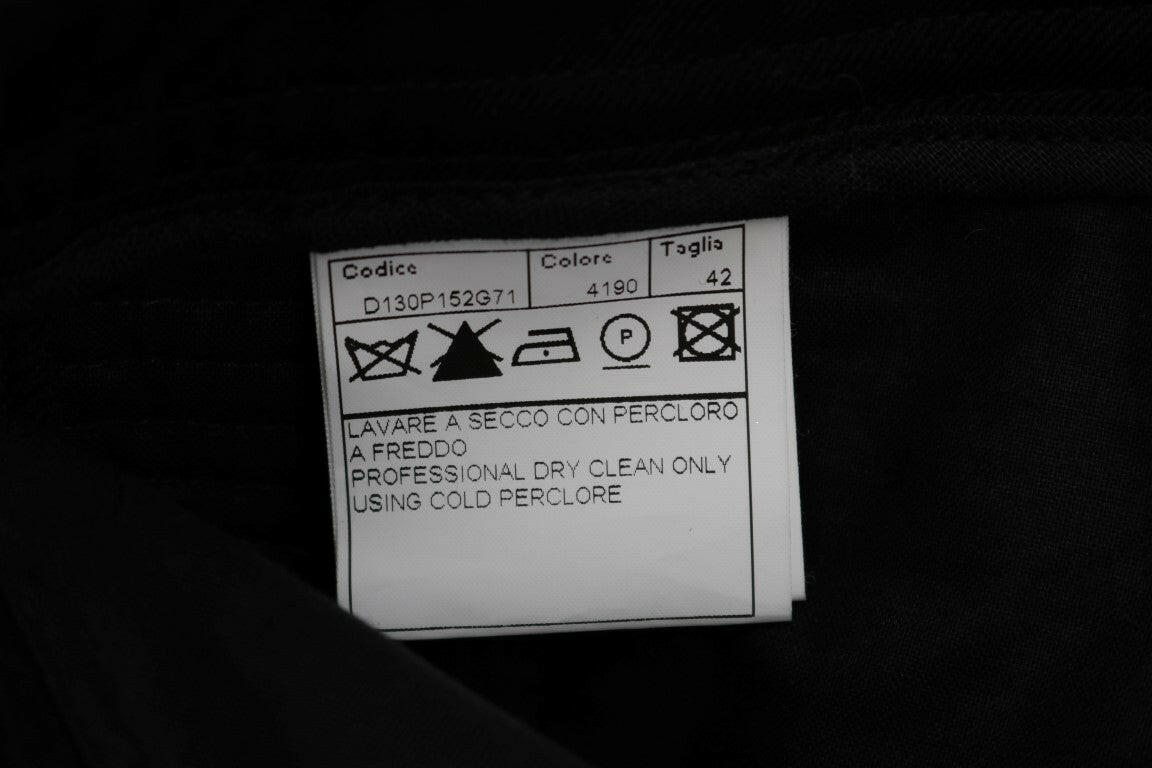 Codice Colore Taglia
D130P152G71 4190 42
P
LAVARE A SECCO CON PERCLORO
A FREDDO
PROFESSIONAL DRY CLEAN ONLY
USING COLD PERCLORE